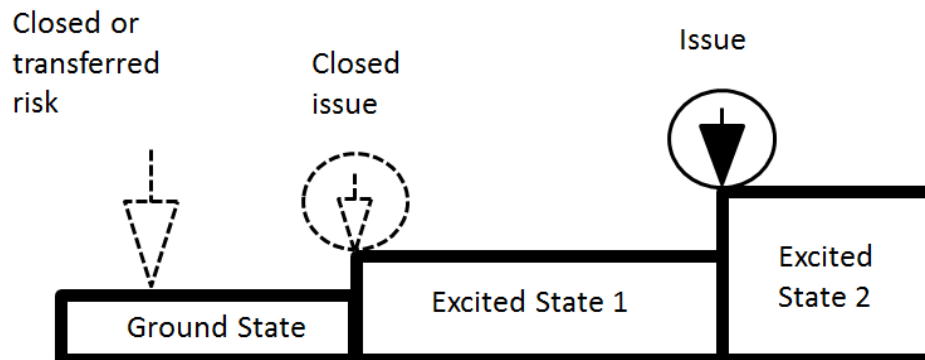 Closed or
transferred
risk
Closed
issue
Issue
Ground State
Excited State 1
Excited
State 2